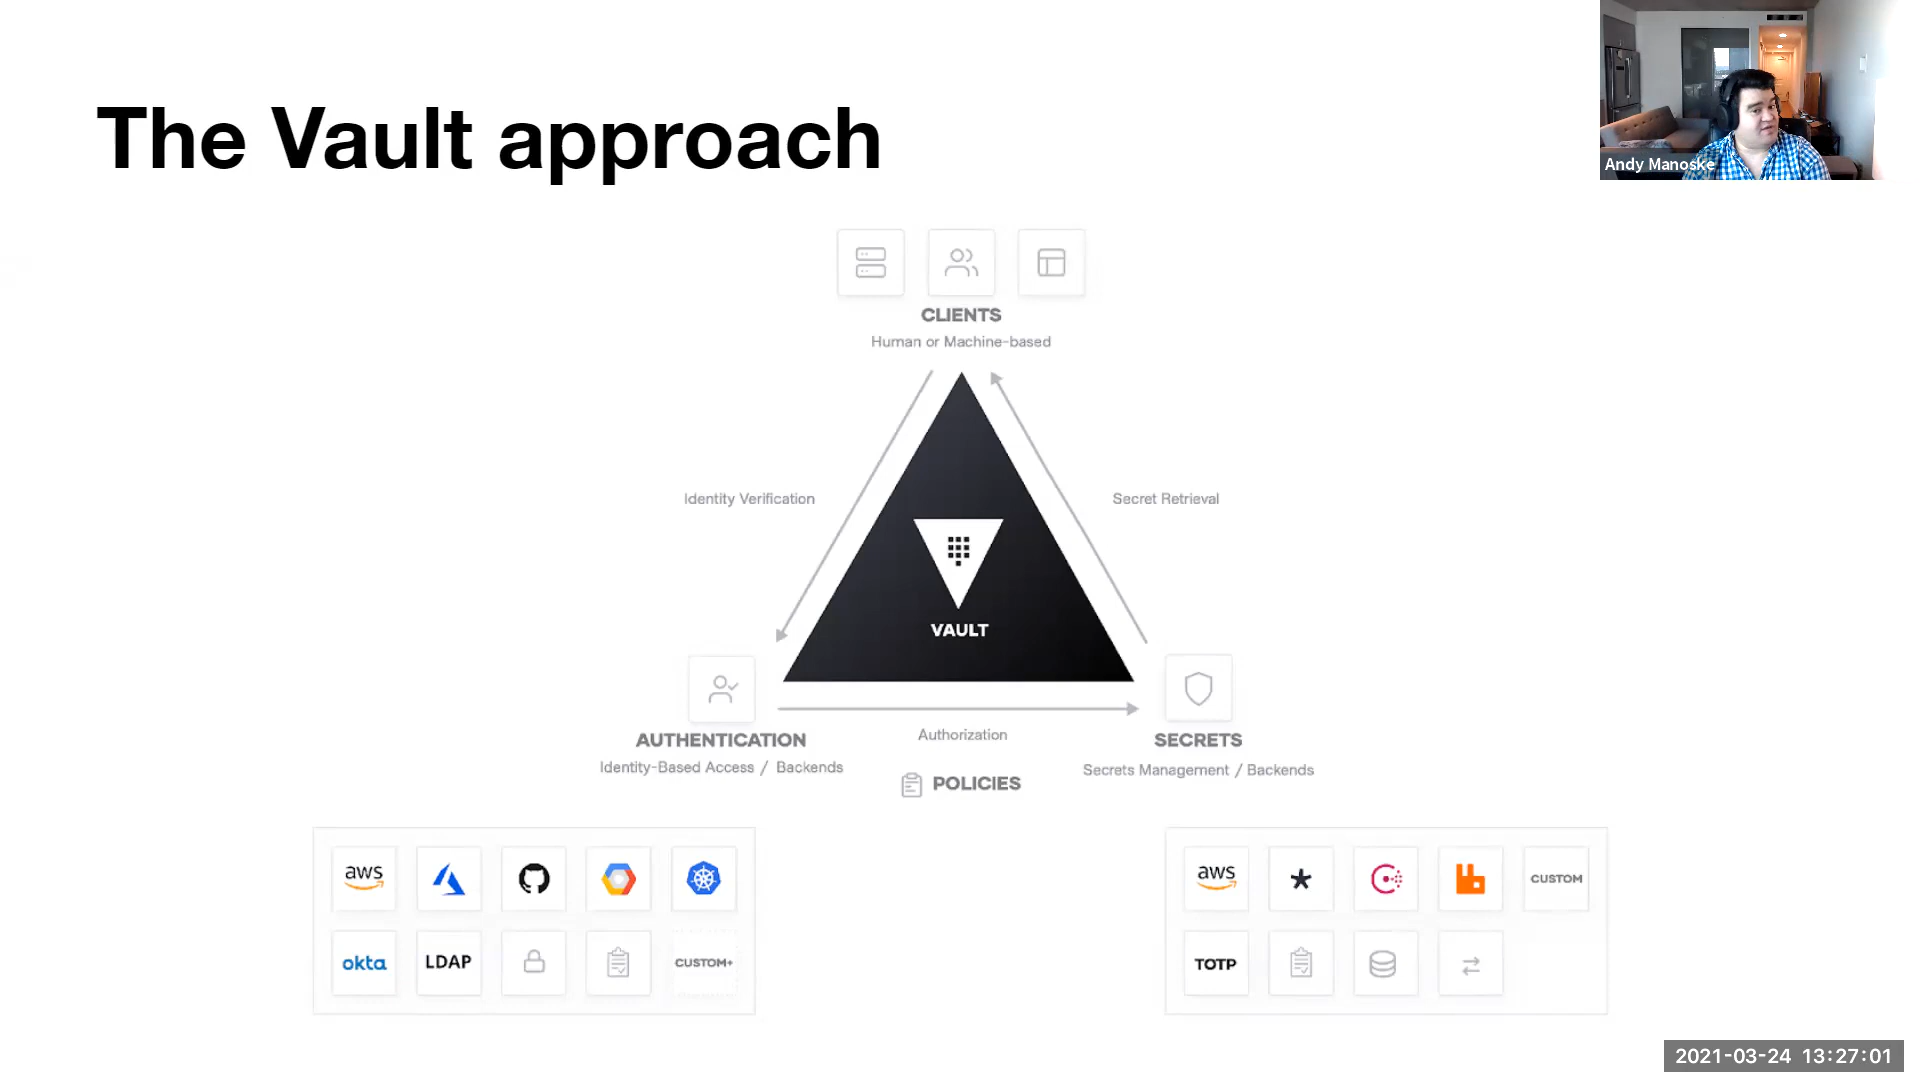 The Vault approach
Andy Manoske
CLIENTS
Human or Machine-based
Identity Verification
Secret Retrieval
VAULT
AUTHENTICATION
Identity-Based Access / Backends
Authorization
POLICIES
SECRETS
Secrets Management / Backends
aws
okta
LDAP
CUSTOM+
aws
CUSTOM
TOTP
2021-03-24 13:27:01